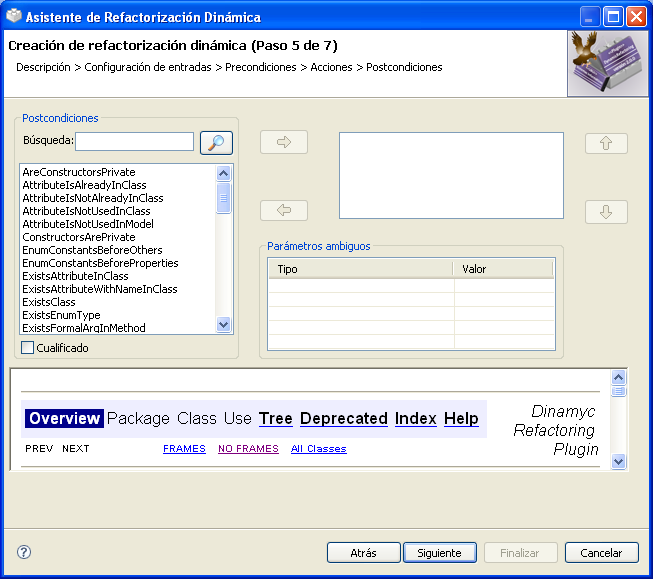 Asistente de Refactorización Dinámica
Creación de refactorización dinámica (Paso 5 de 7)
Descripción > Configuración de entradas > Precondiciones > Acciones > Postcondiciones
Postcondiciones
Búsqueda:
AreConstructorsPrivate
AttributeIsAlreadyInClass
AttributeIsNotAlreadyInClass
AttributeIsNotUsedInClass
AttributeIsNotUsedInModel
ConstructorsArePrivate
EnumConstantsBeforeOthers
EnumConstantsBeforeProperties
ExistsAttributeInClass
ExistsAttributeWithNameInClass
ExistsClass
ExistsEnumType
ExistsFormalArgInMethod
Cualificado
Parámetros ambiguos
Tipo Valor
Overview Package Class Use Tree Deprecated Index Help
PREV NEXT FRAMES NO FRAMES All Classes
Dinamyc
Refactoring
Plugin
Atrás Siguiente Finalizar Cancelar